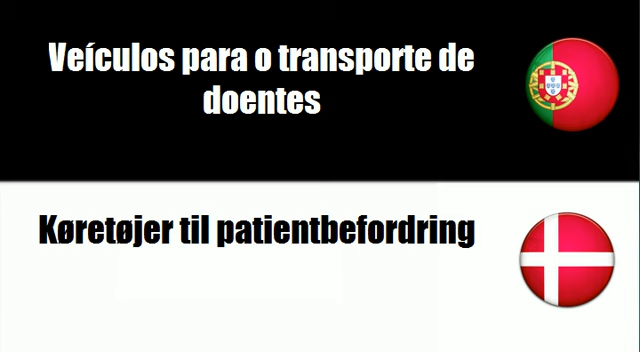 Veículos para o transporte de
doentes
Køretøjer til patientbefordring